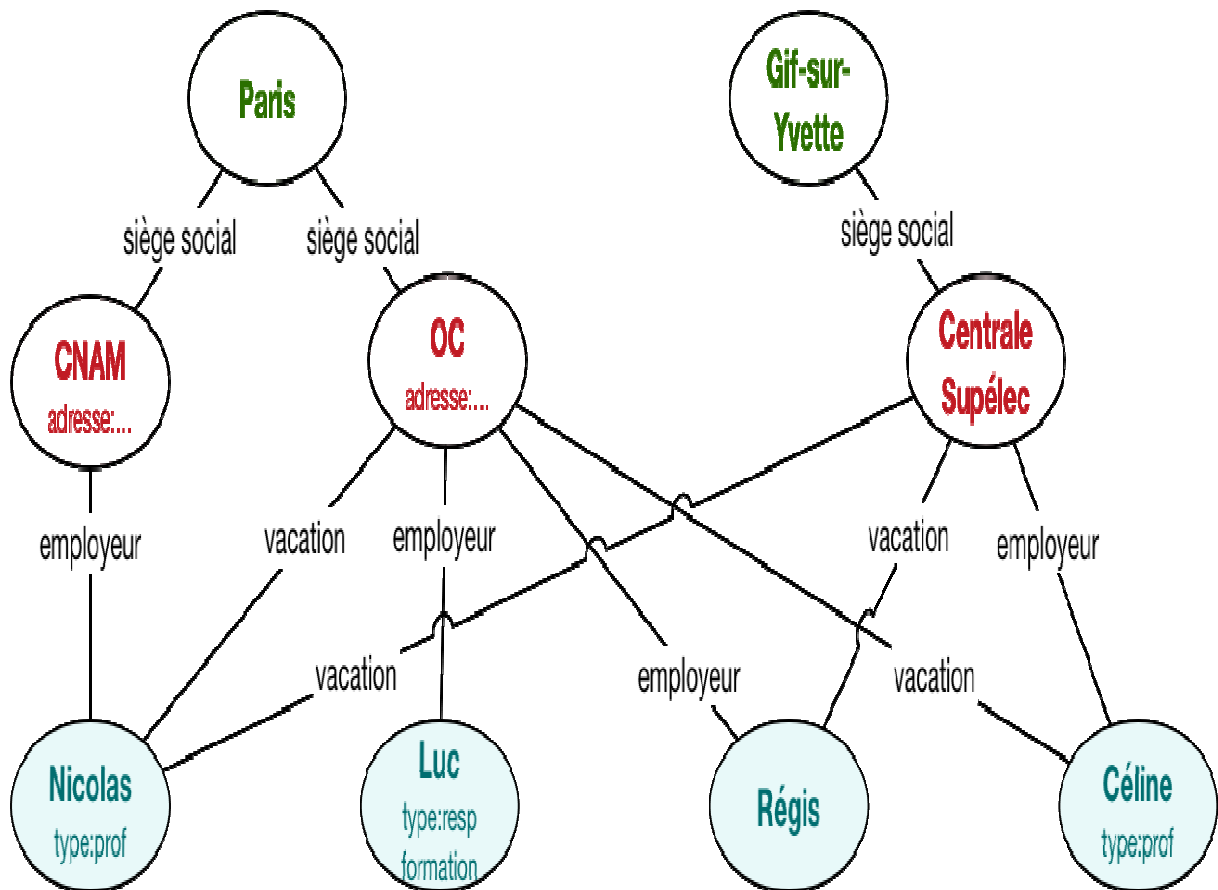 Paris
Gif-sur-
Yvette
siège social
siège social
siège social
CNAM
adresse:...
OC
adresse:...
Centrale
Supélec
employeur
vacation
employeur
vacation
employeur
vacation
employeur
vacation
Nicolas
type:prof
Luc
type:resp
formation
Régis
Céline
type:prof